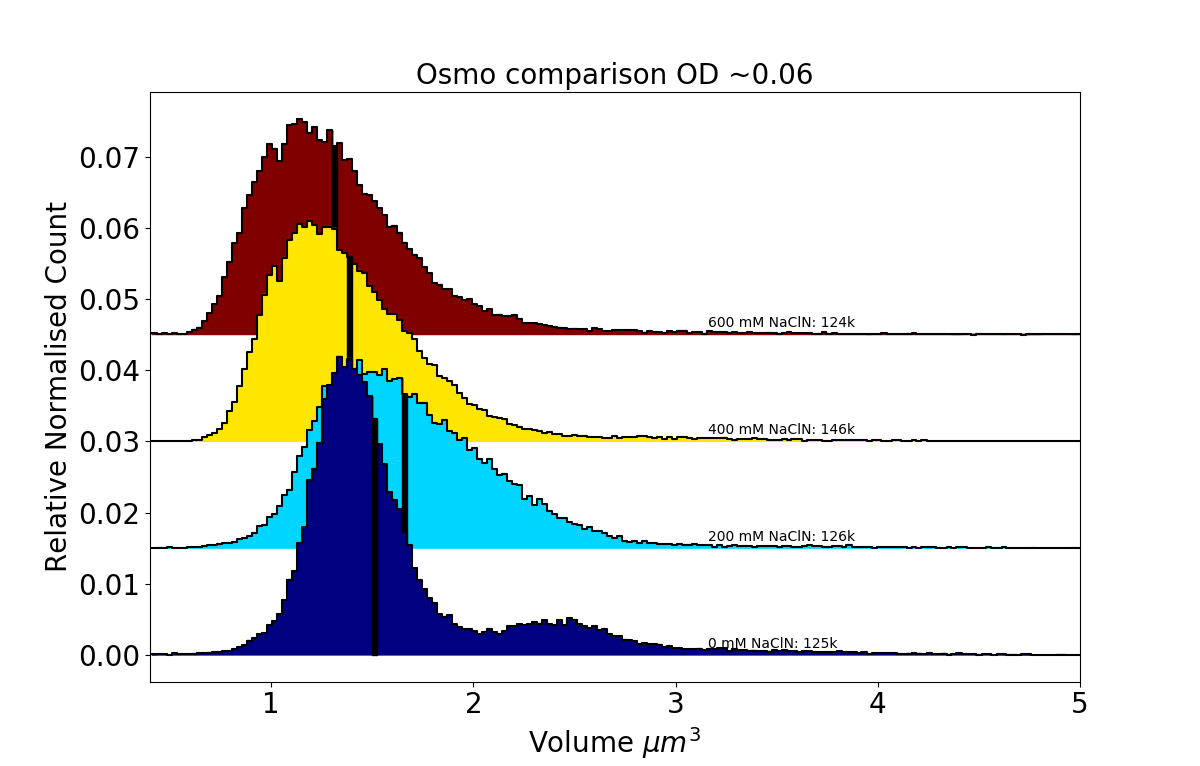 Osmo comparison OD ~0.06
Relative Normalised Count
0.07
0.06
0.05
0.04
0.03
0.02
0.01
0.00
600 mM NaClN: 124k
400 mM NaClN: 146k
200 mM NaClN: 126k
0 mM NaClN: 125k
1 2 3 4 5
Volume μm³